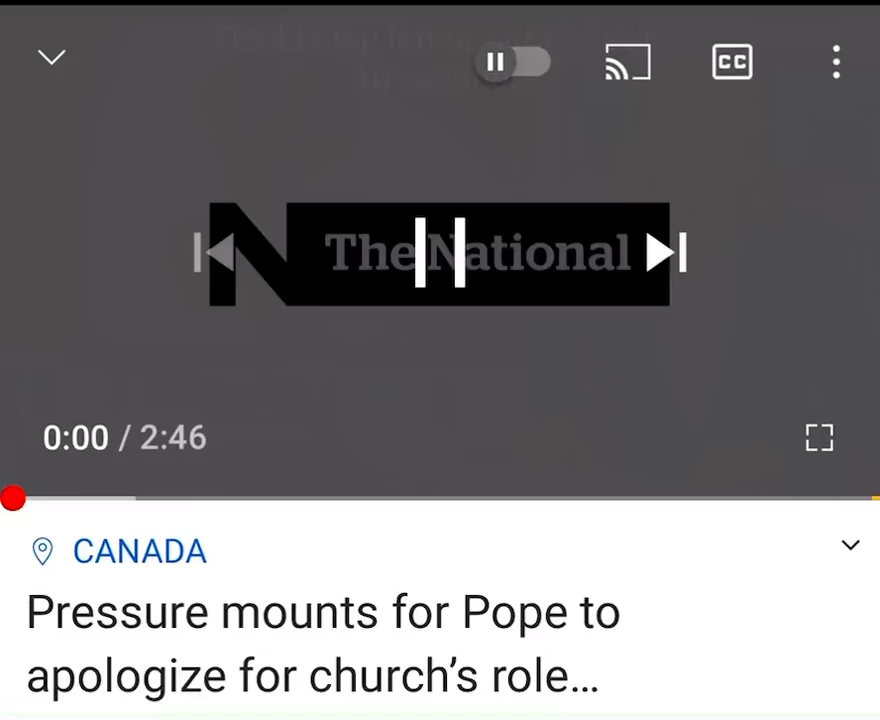 CC
The National
0:00 / 2:46
CANADA
Pressure mounts for Pope to
apologize for church's role...